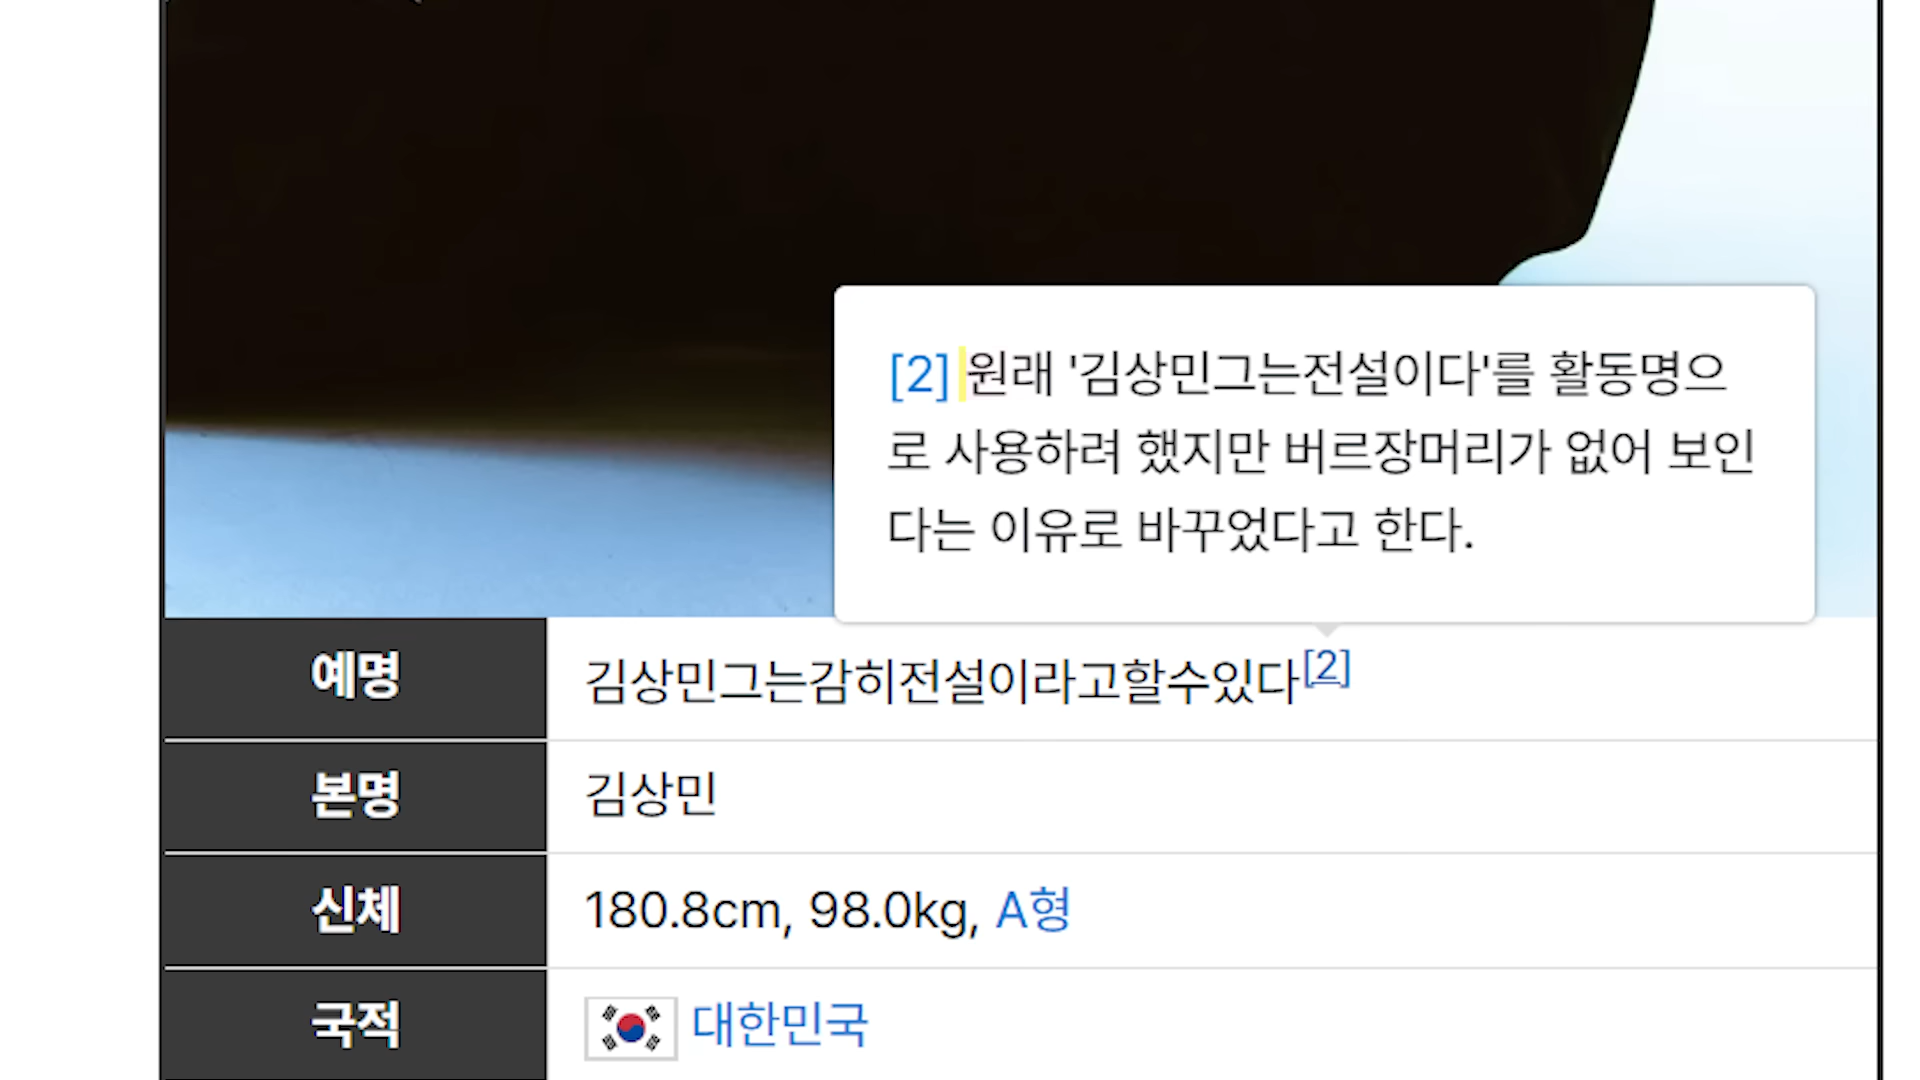 [2] 원래 '김상민그는전설이다'를 활동명으
로 사용하려 했지만 버르장머리가 없어 보인
다는 이유로 바꾸었다고 한다.
예명 김상민그는감히전설이라고할수있다[2]
본명 김상민
신체 180.8cm, 98.0kg, A형
국적 대한민국